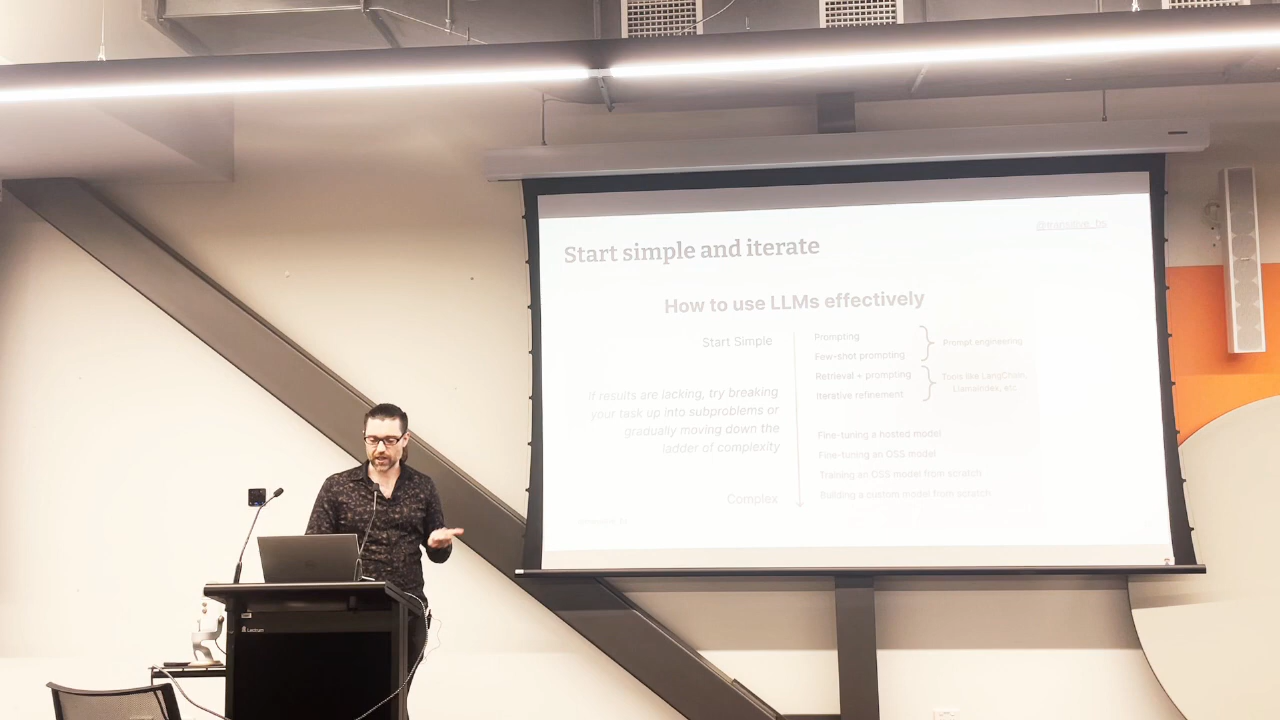 Start simple and iterate
How to use LLMs effectively
Start Simple
If results are lacking, try breaking
your task up into subproblems or
gradually moving down the
ladder of complexity
Complex
Prompting
Few-shot prompting
Retrieval + prompting
Iterative refinement
Fine-tuning a hosted model
Fine-tuning an OSS model
Training an OSS model from scratch
Building a custom model from scratch
Prompt engineering
Tools like LangChain,
LlamaIndex, etc
Lectrum